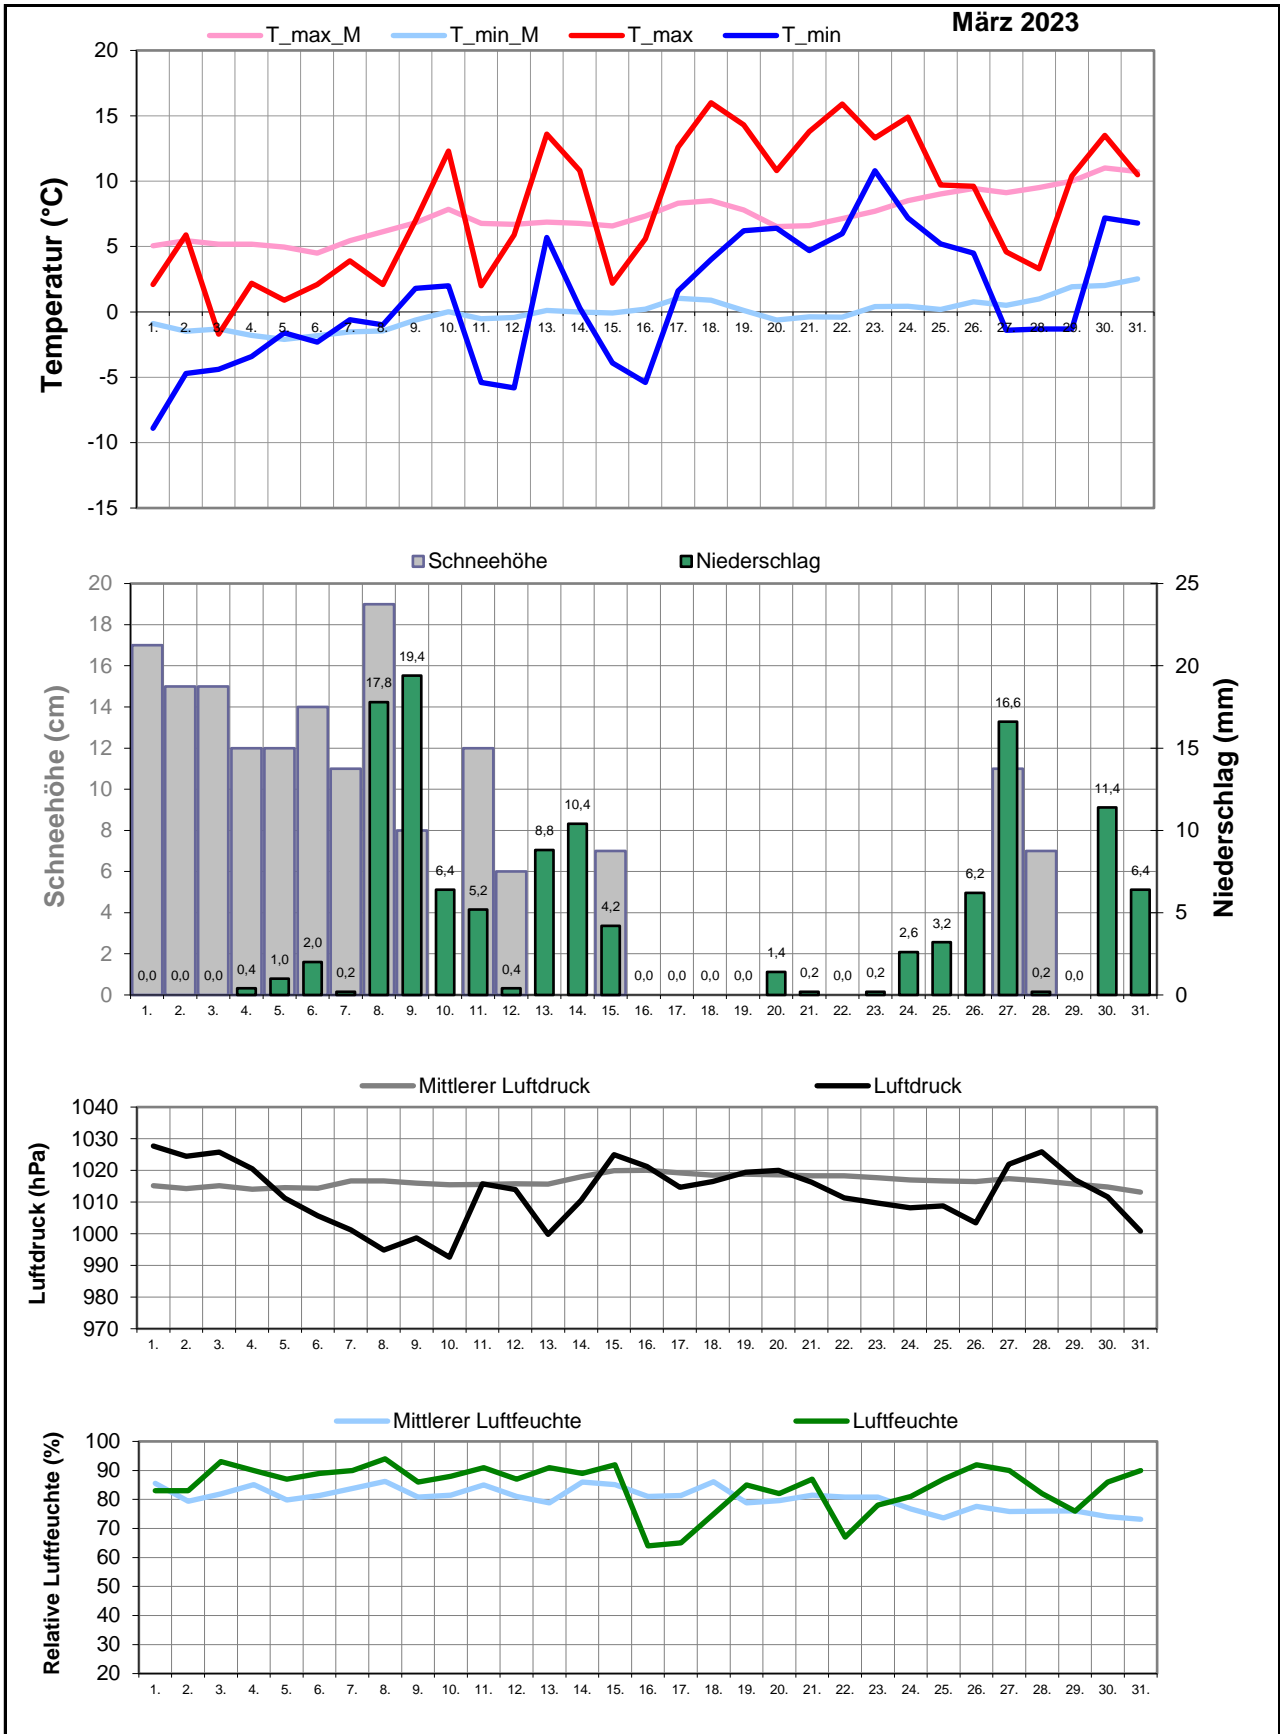 März 2023
T_max_M T_min_M T_max T_min
Temperatur (°C)
20
15
10
5
0
-5
-10
-15
1. 2. 3. 4. 5. 6. 7. 8. 9. 10. 11. 12. 13. 14. 15. 16. 17. 18. 19. 20. 21. 22. 23. 24. 25. 26. 27. 28. 29. 30. 31.
Schneehöhe Niederschlag
Schneehöhe (cm)
20
18
16
14
12
10
8
6
4
2
0
Niederschlag (mm)
25
20
15
10
5
0
0,0 0,0 0,0 0,4 1,0 2,0 0,2 17,8 19,4 6,4 5,2 0,4 8,8 10,4 4,2 0,0 0,0 0,0 0,0 1,4 0,2 0,0 0,2 2,6 3,2 6,2 16,6 0,2 0,0 11,4 6,4
1. 2. 3. 4. 5. 6. 7. 8. 9. 10. 11. 12. 13. 14. 15. 16. 17. 18. 19. 20. 21. 22. 23. 24. 25. 26. 27. 28. 29. 30. 31.
Mittlerer Luftdruck Luftdruck
Luftdruck (hPa)
1040
1030
1020
1010
1000
990
980
970
1. 2. 3. 4. 5. 6. 7. 8. 9. 10. 11. 12. 13. 14. 15. 16. 17. 18. 19. 20. 21. 22. 23. 24. 25. 26. 27. 28. 29. 30. 31.
Mittlerer Luftfeuchte Luftfeuchte
Relative Luftfeuchte (%)
100
90
80
70
60
50
40
30
20
1. 2. 3. 4. 5. 6. 7. 8. 9. 10. 11. 12. 13. 14. 15. 16. 17. 18. 19. 20. 21. 22. 23. 24. 25. 26. 27. 28. 29. 30. 31.